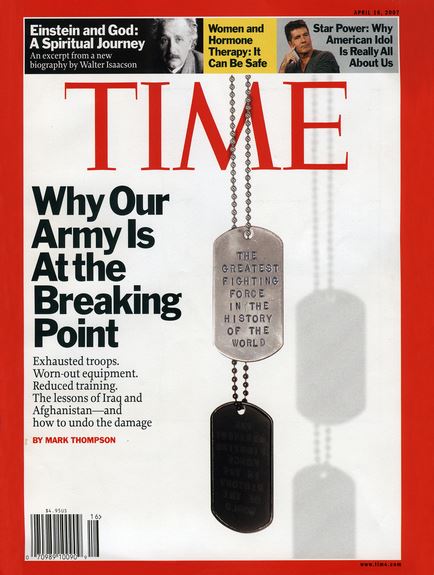 APRIL 16, 2007
Einstein and God:
A Spiritual Journey
An excerpt from a new
biography by Walter Isaacson
Women and
Hormone
Therapy: It
Can Be Safe
Star Power: Why
American Idol
Is Really All
About Us
TIME
Why Our
Army Is
At the
Breaking
Point
Exhausted troops.
Worn-out equipment.
Reduced training.
The lessons of Iraq and
Afghanistan—and
how to undo the damage
BY MARK THOMPSON
THE
GREATEST
FIGHTING
FORCE
IN THE
HISTORY
OF THE
WORLD
$4.95US
16>
0 70989 10090 9
www.time.com